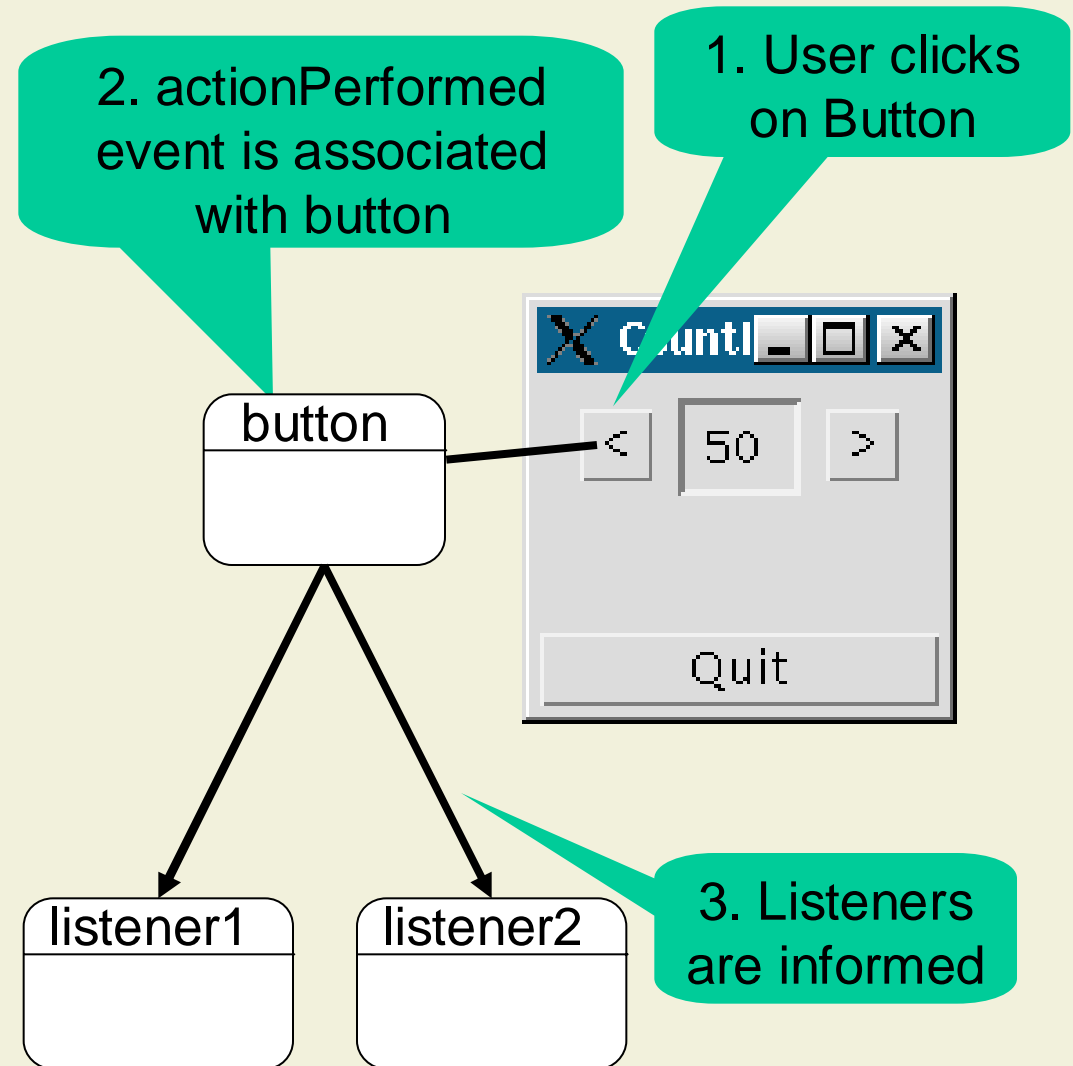 1. User clicks
on Button
2. actionPerformed
event is associated
with button
button
< 50 >
Quit
listener1
listener2
3. Listeners
are informed